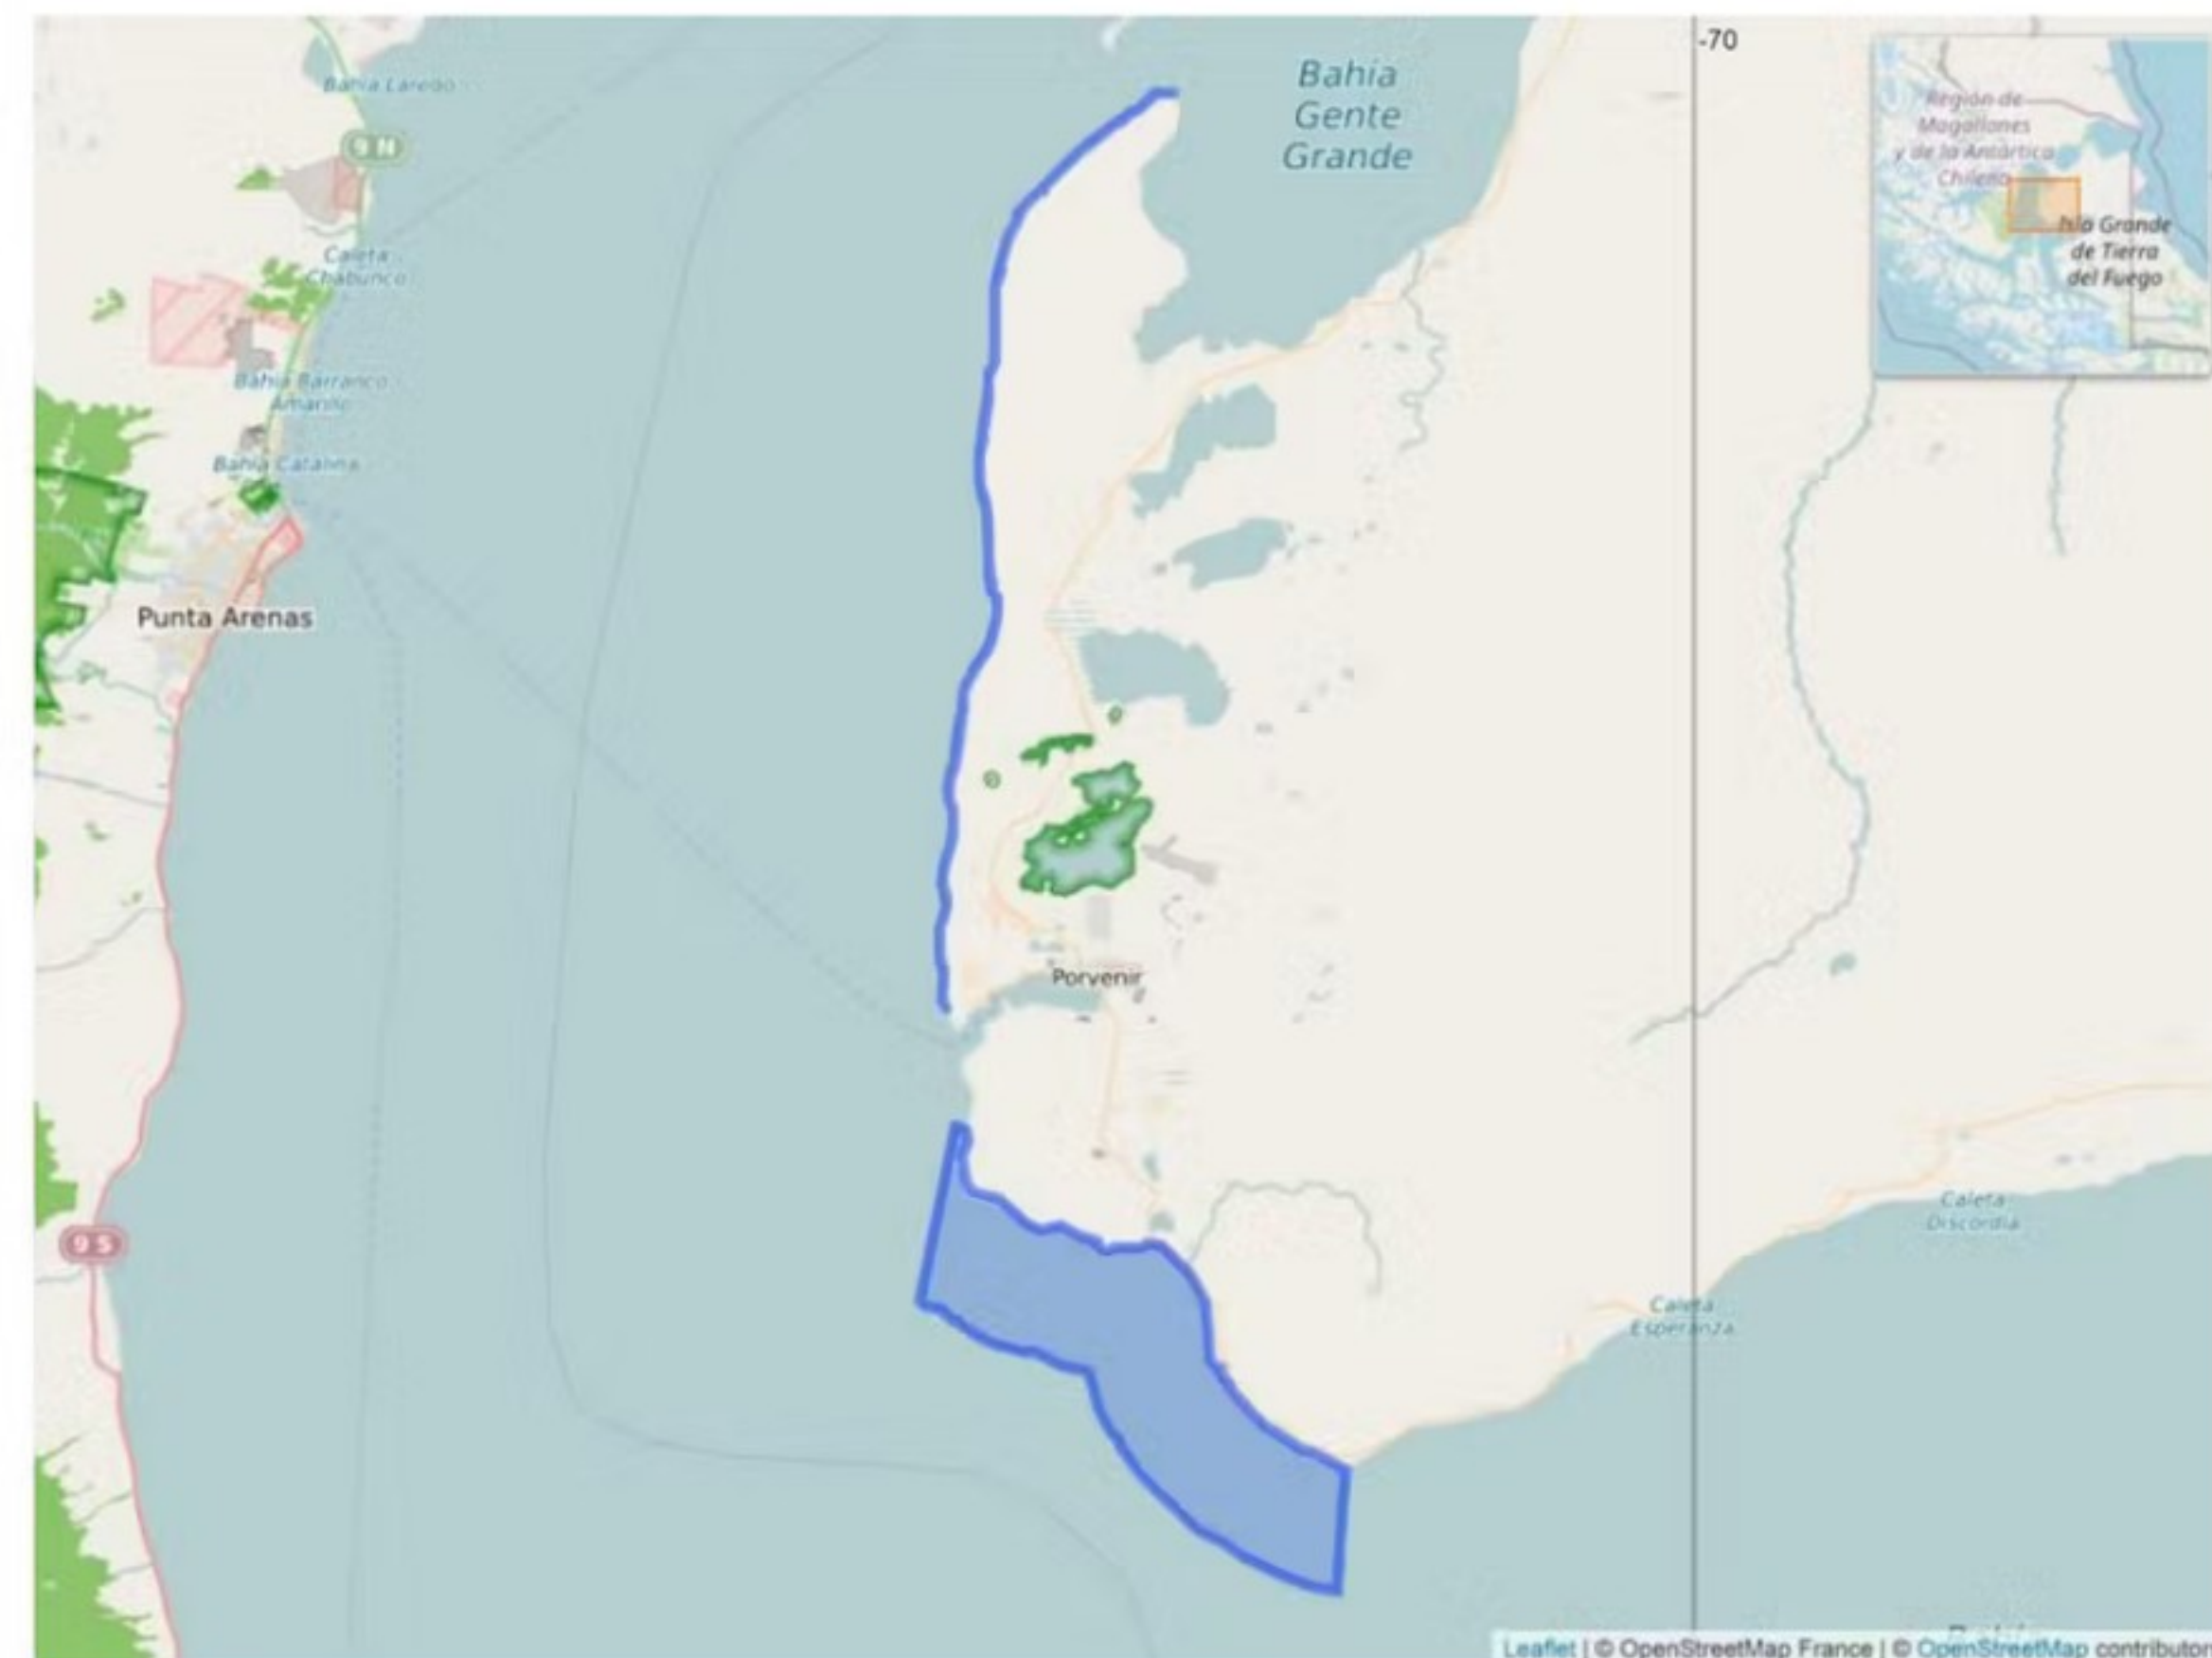 Bahia Laredo
9 N
Caleta
Chabunco
Bahia Barranco
Amarillo
Bahia Catalina
Punta Arenas
9 S
Bahía
Gente
Grande
-70
Región de
Magallanes
y de la Antártica
Chilena
Isla Grande
de Tierra
del Fuego
Porvenir
Caleta
Discordia
Caleta
Esperanza
Leaflet | © OpenStreetMap France | © OpenStreetMap contributor